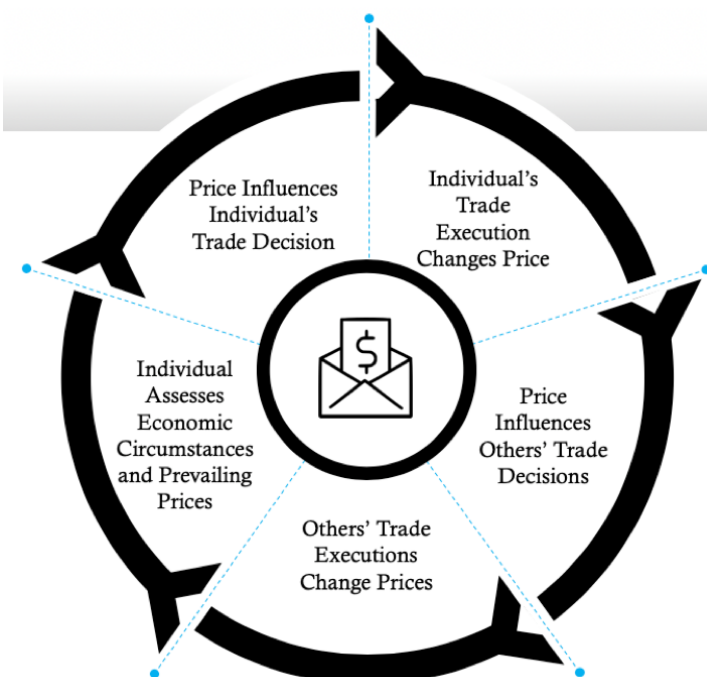 Price Influences
Individual's
Trade Decision
Individual's
Trade
Execution
Changes Price
Price
Influences
Others' Trade
Decisions
Others' Trade
Executions
Change Prices
Individual
Assesses
Economic
Circumstances
and Prevailing
Prices
$